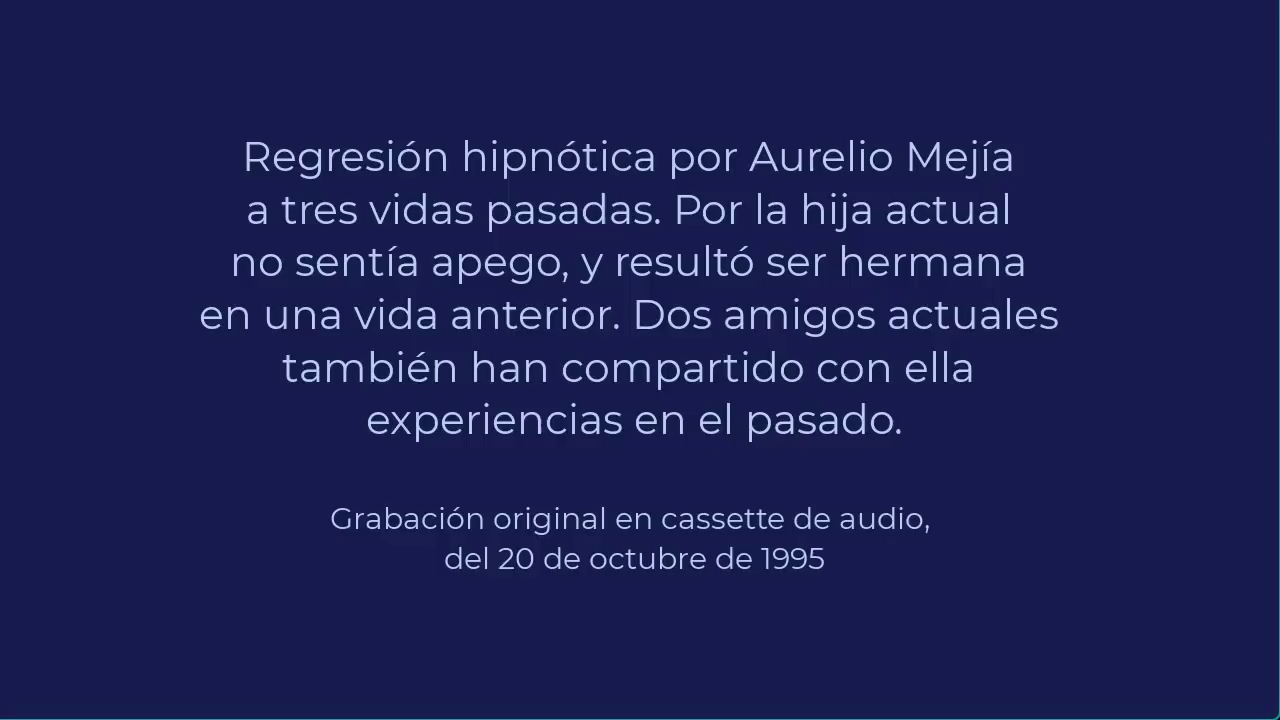 Regresión hipnótica por Aurelio Mejía
a tres vidas pasadas. Por la hija actual
no sentía apego, y resultó ser hermana
en una vida anterior. Dos amigos actuales
también han compartido con ella
experiencias en el pasado.
Grabación original en cassette de audio,
del 20 de octubre de 1995